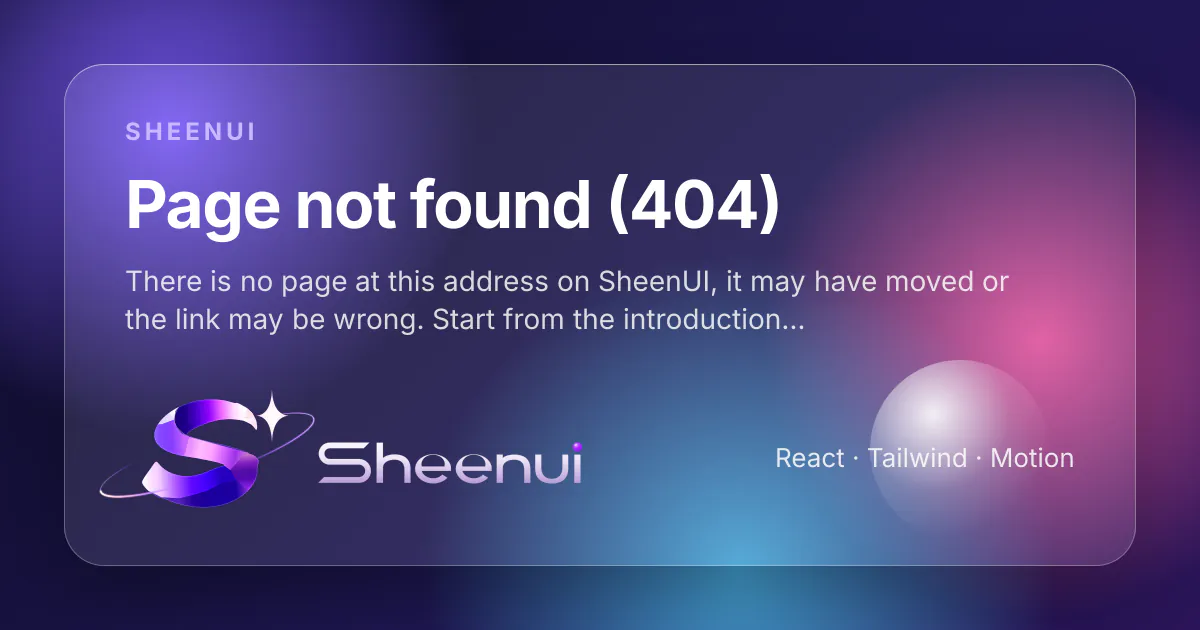 SHEENUI
Page not found (404)
There is no page at this address on SheenUI, it may have moved or
the link may be wrong. Start from the introduction...
Sheenui
React · Tailwind · Motion